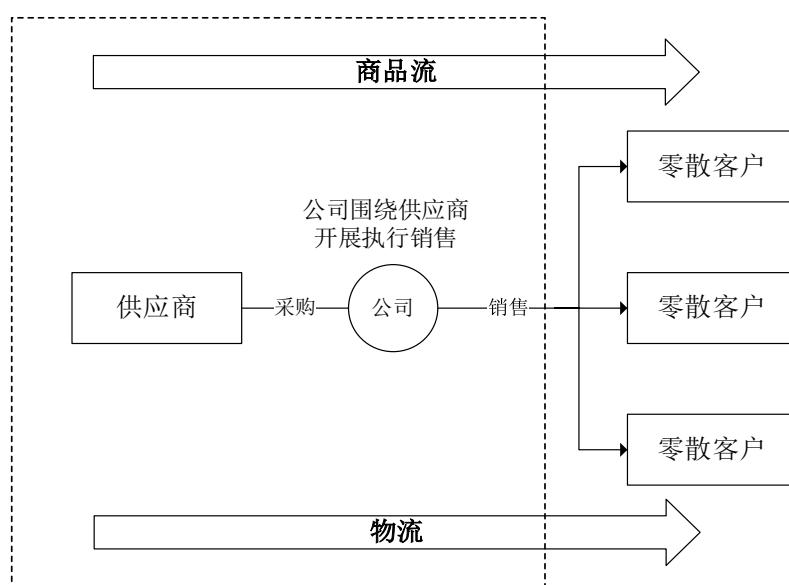 商品流
零散客户
公司围绕供应商
开展执行销售
供应商
采购
公司
销售
零散客户
零散客户
物流